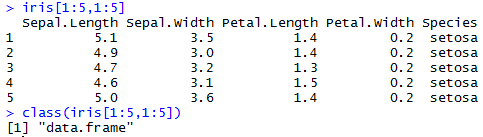 > iris[1:5,1:5]
  Sepal.Length Sepal.Width Petal.Length Petal.Width Species
1          5.1         3.5          1.4         0.2  setosa
2          4.9         3.0          1.4         0.2  setosa
3          4.7         3.2          1.3         0.2  setosa
4          4.6         3.1          1.5         0.2  setosa
5          5.0         3.6          1.4         0.2  setosa
> class(iris[1:5,1:5])
[1] "data.frame"